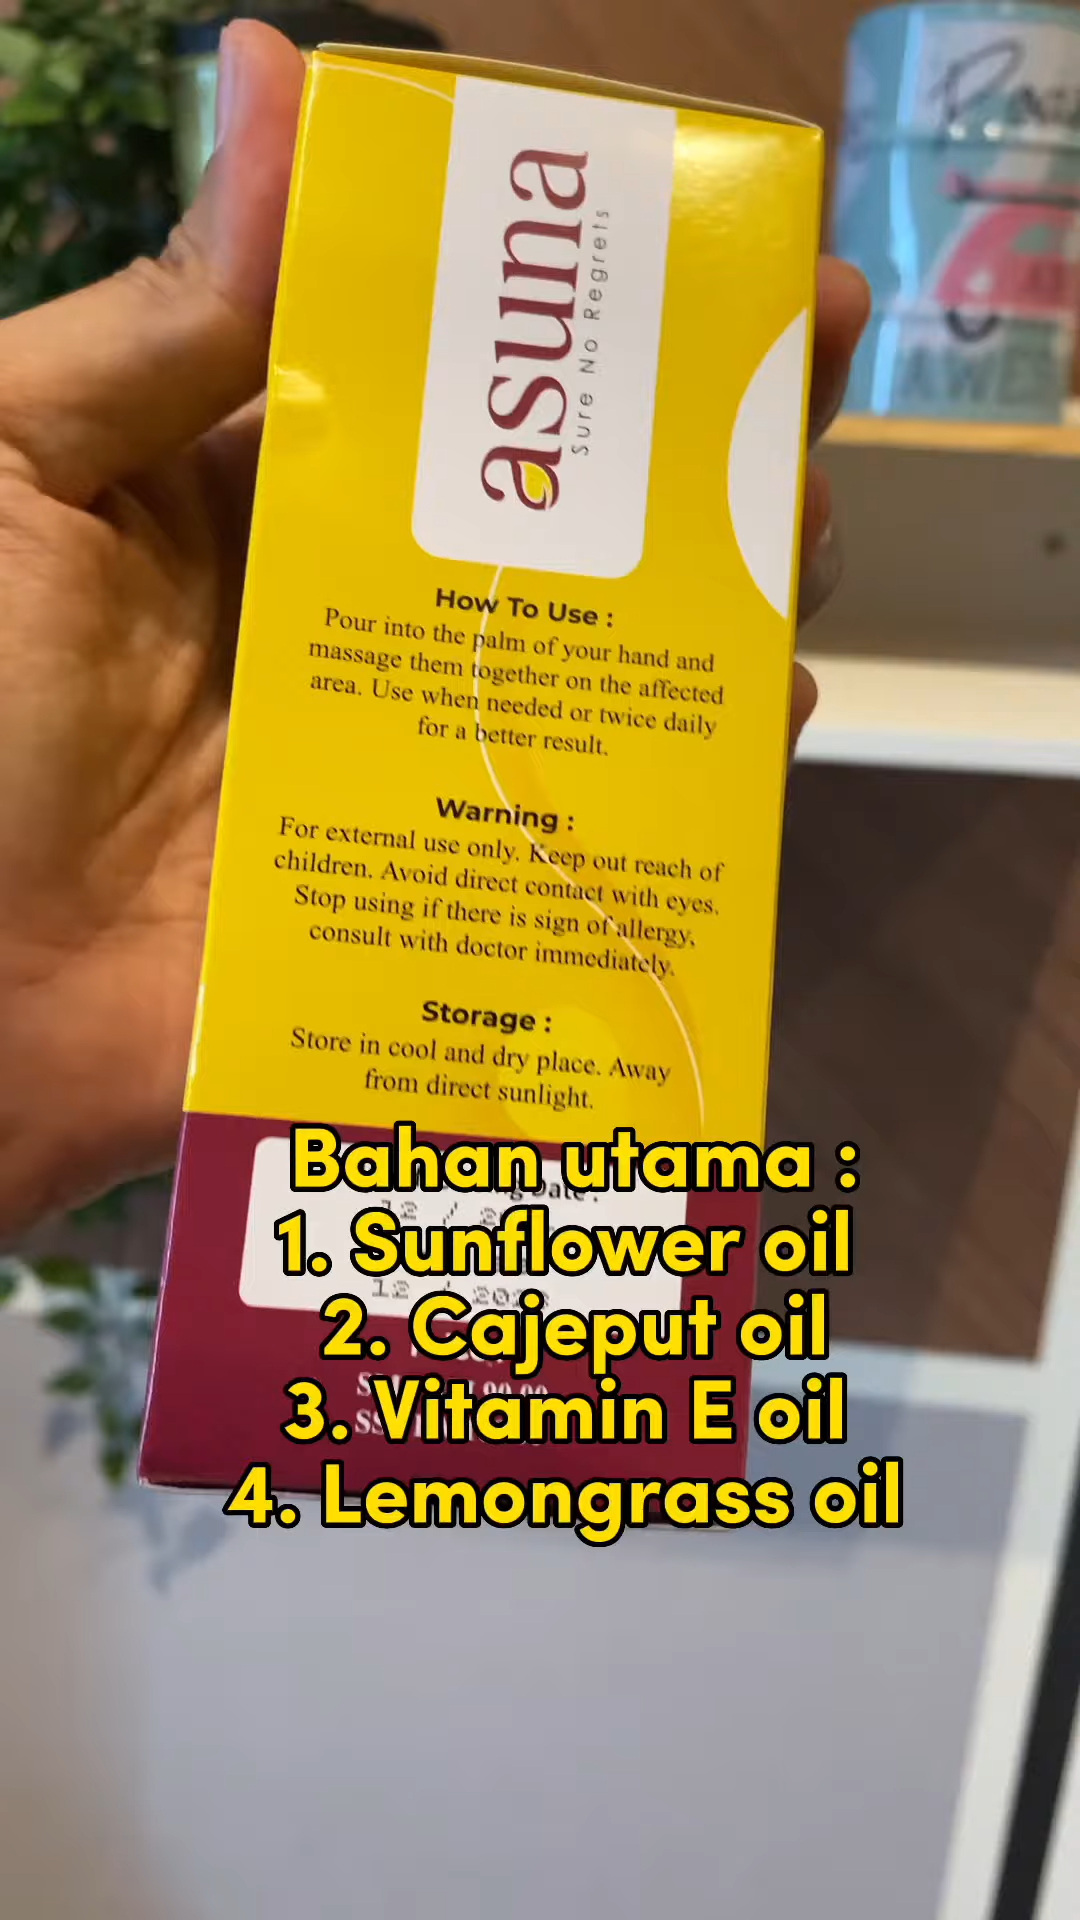 asuna
Sure No Regrets
How To Use :
Pour into the palm of your hand and
massage them together on the affected
area. Use when needed or twice daily
for a better result.
Warning :
For external use only. Keep out reach of
children. Avoid direct contact with eyes.
Stop using if there is sign of allergy,
consult with doctor immediately.
Storage :
Store in cool and dry place. Away
from direct sunlight.
Bahan utama :
1. Sunflower oil
2. Cajeput oil
3. Vitamin E oil
4. Lemongrass oil